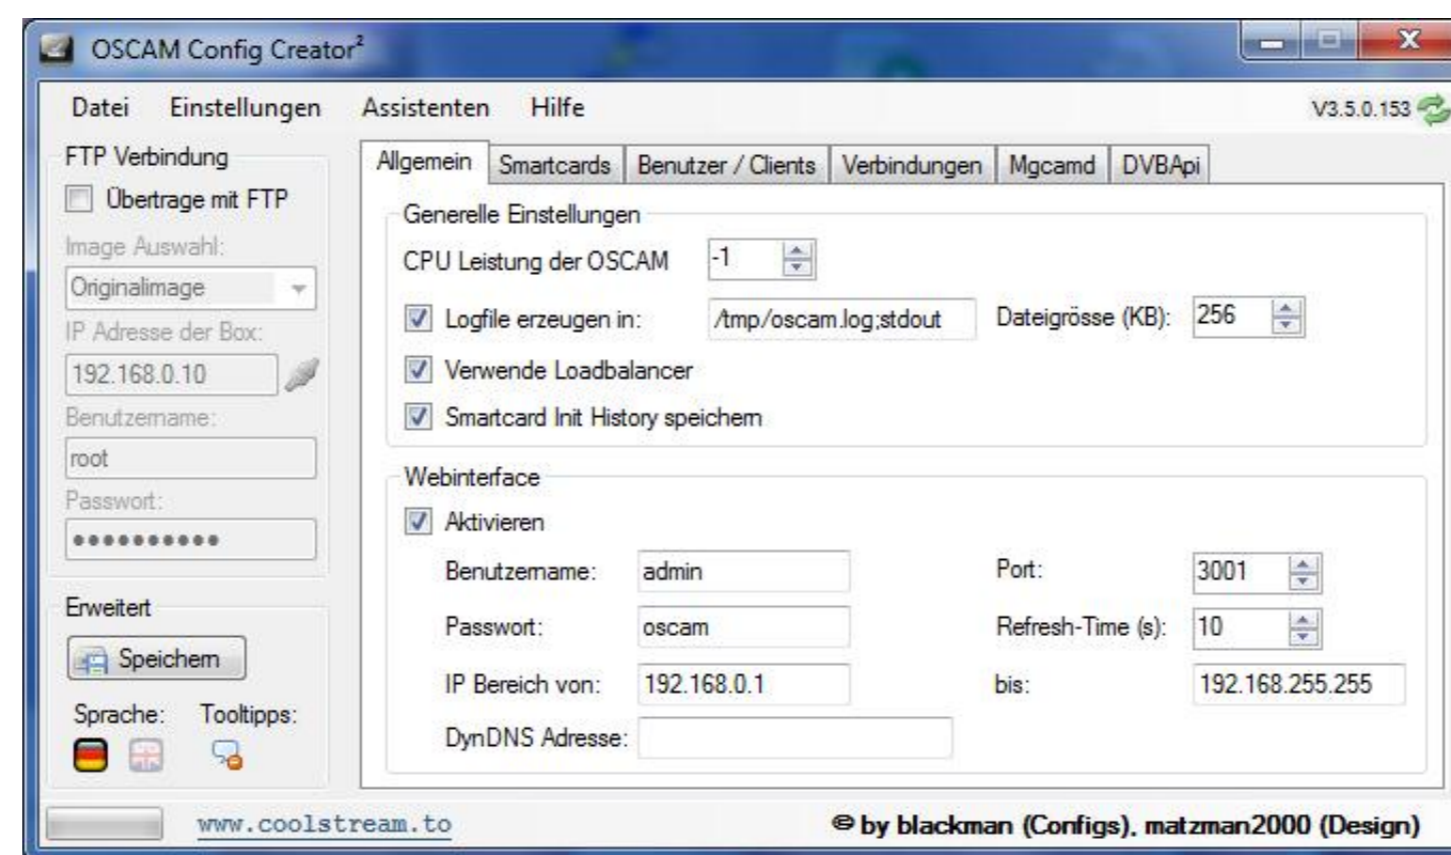 OSCAM Config Creator²
Datei Einstellungen Assistenten Hilfe V3.5.0.153
FTP Verbindung
Übertrage mit FTP
Image Auswahl:
Originalimage
IP Adresse der Box:
192.168.0.10
Benutzername:
root
Passwort:
●●●●●●●●●●
Erweitert
Speichern
Sprache: Tooltipps:
Allgemein Smartcards Benutzer / Clients Verbindungen Mgcamd DVBApi
Generelle Einstellungen
CPU Leistung der OSCAM -1
Logfile erzeugen in: /tmp/oscam.log;stdout Dateigrösse (KB): 256
Verwende Loadbalancer
Smartcard Init History speichern
Webinterface
Aktivieren
Benutzername: admin Port: 3001
Passwort: oscam Refresh-Time (s): 10
IP Bereich von: 192.168.0.1 bis: 192.168.255.255
DynDNS Adresse:
www.coolstream.to © by blackman (Configs), matzman2000 (Design)